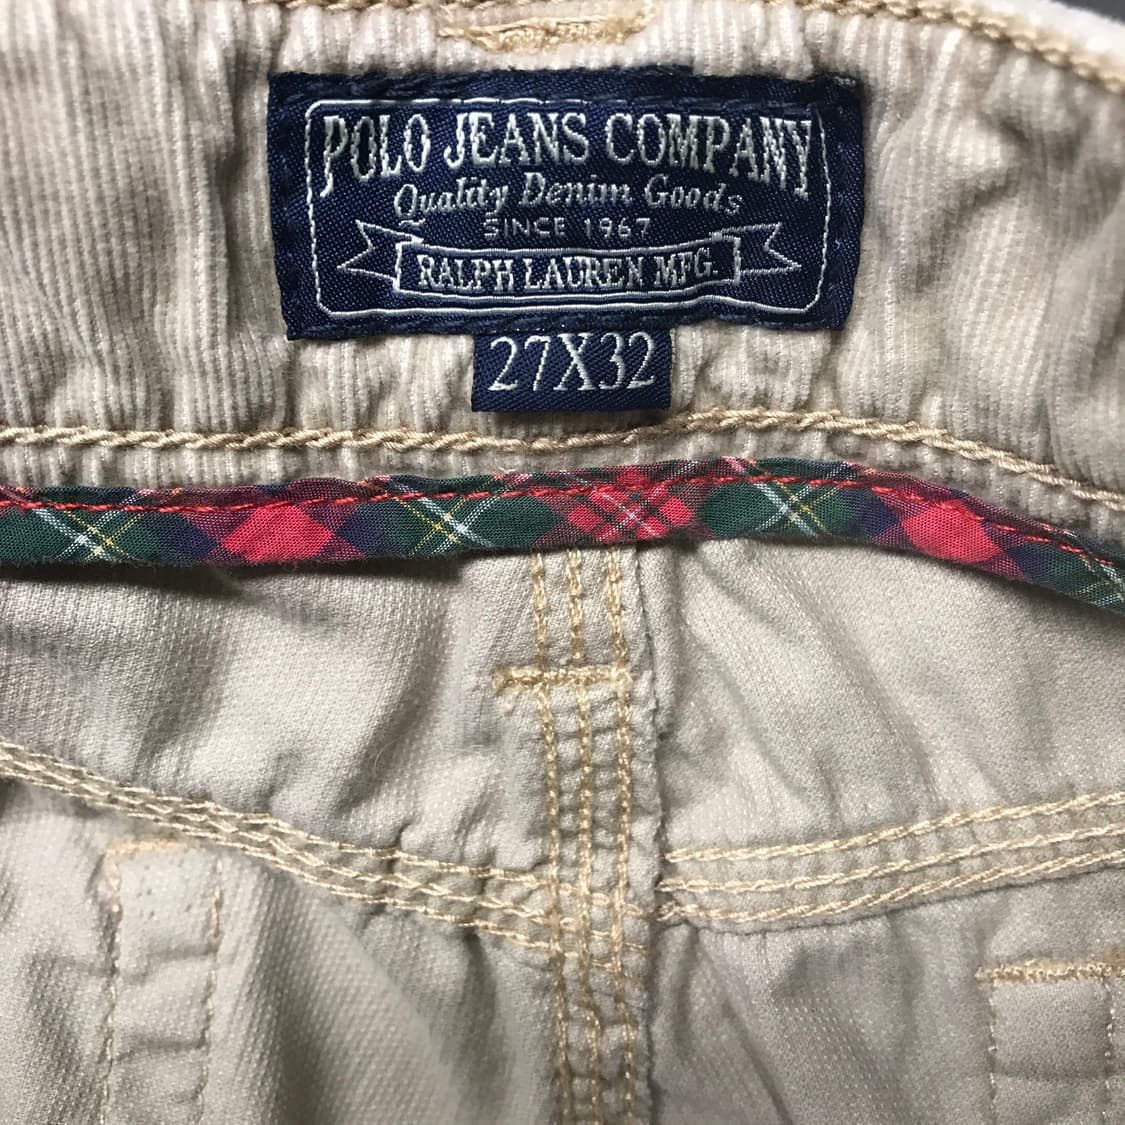 POLO JEANS COMPANY
Quality Denim Goods
SINCE 1967
RALPH LAUREN MFG.
27X32